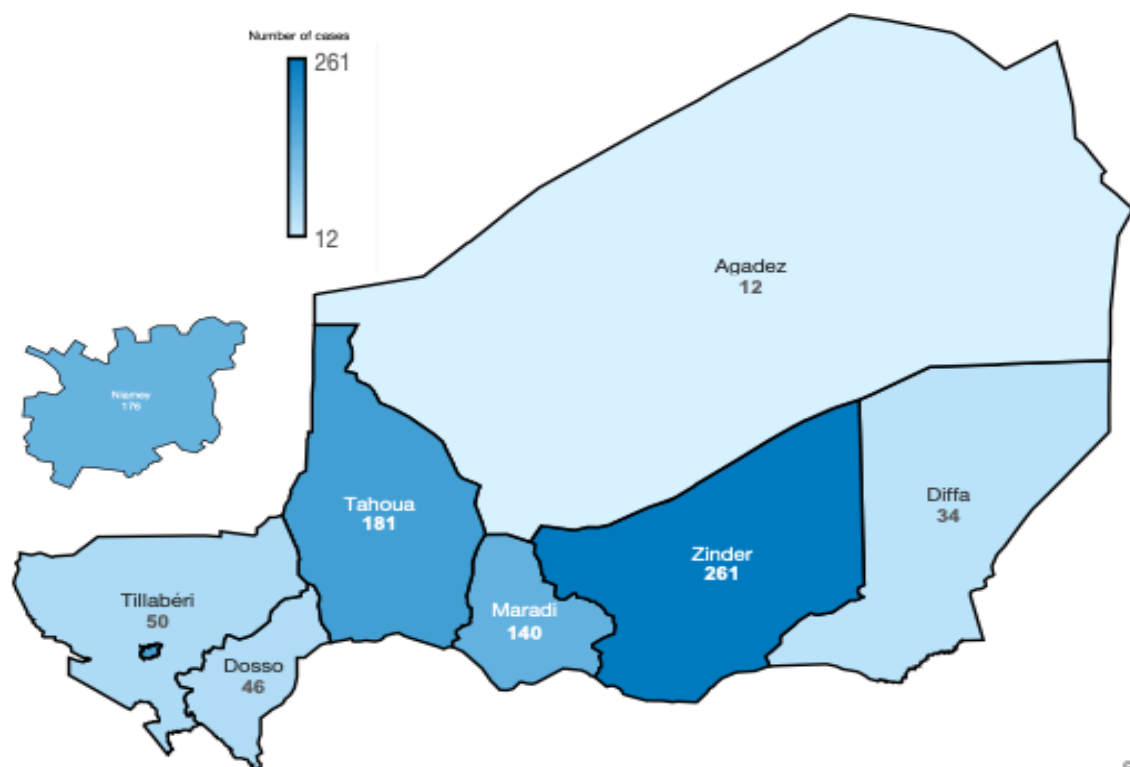 Number of cases
261
12
Agadez
12
Niamey
176
Tahoua
181
Diffa
34
Zinder
261
Tillabéri
50
Maradi
140
Dosso
46